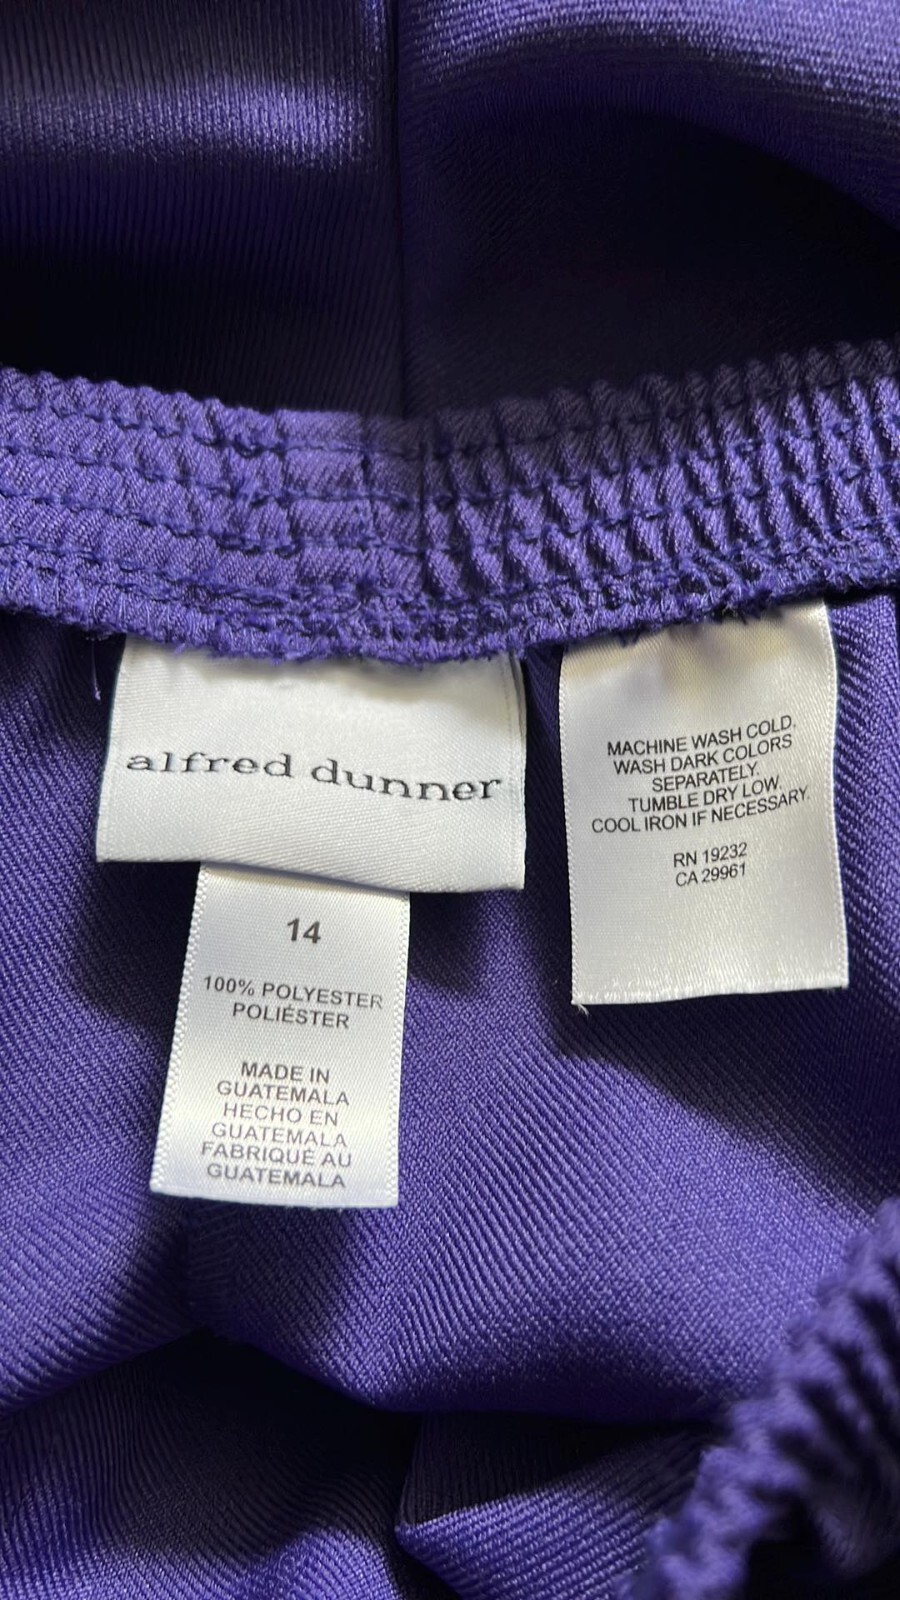 alfred dunner
14
100% POLYESTER
POLIÉSTER
MADE IN
GUATEMALA
HECHO EN
GUATEMALA
FABRIQUÉ AU
GUATEMALA
MACHINE WASH COLD.
WASH DARK COLORS
SEPARATELY.
TUMBLE DRY LOW.
COOL IRON IF NECESSARY.
RN 19232
CA 29961